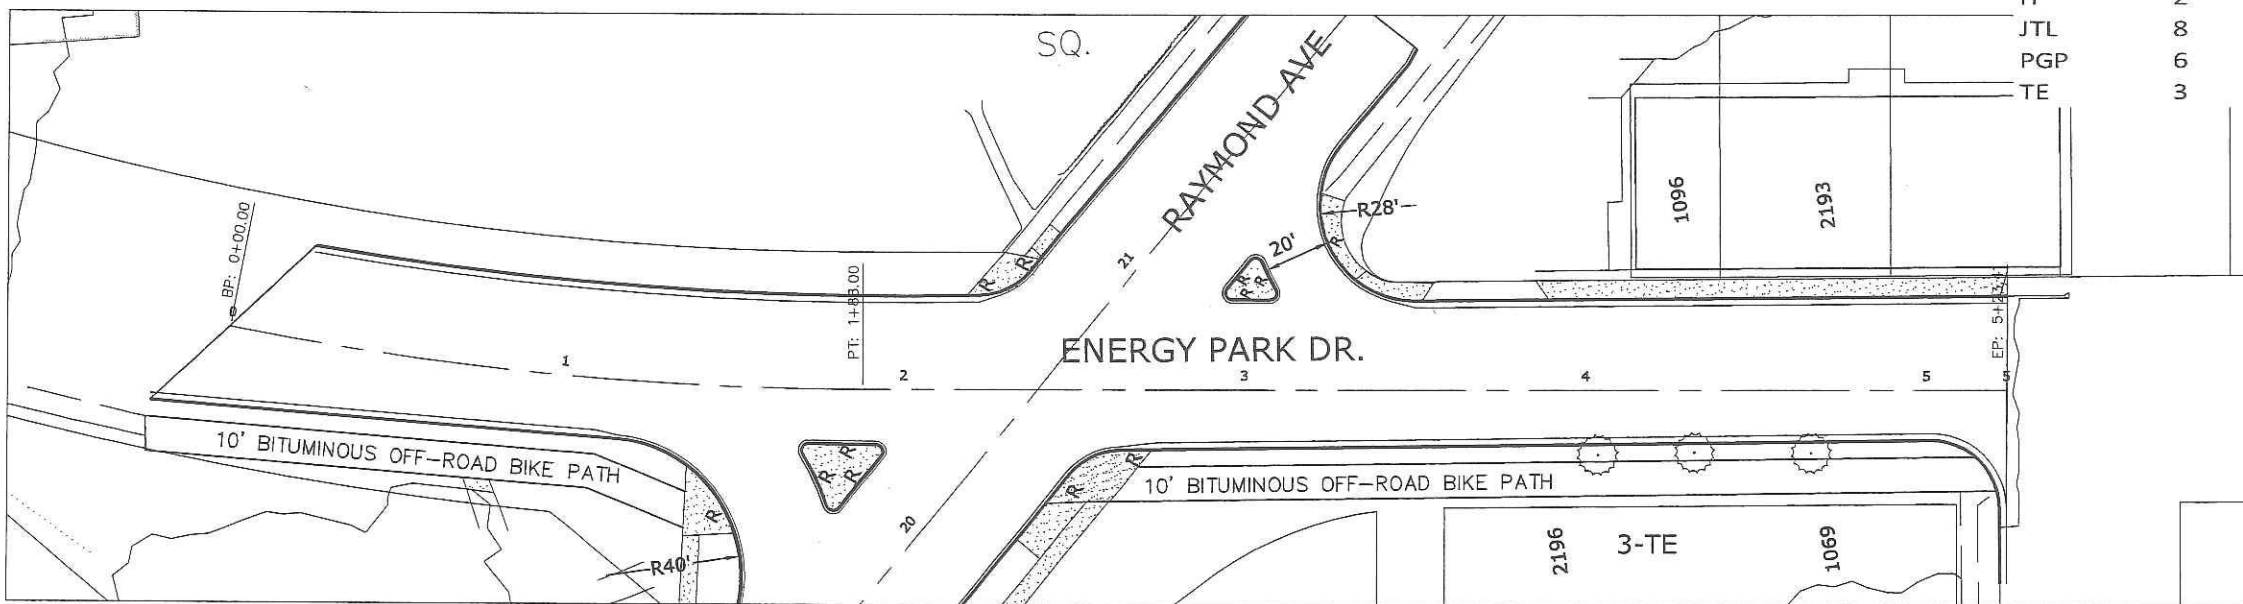 SQ.
RAYMOND AVE
JTL 8
PGP 6
TE 3
1096
2193
BP: 0+00.00
R28'
20'
R
R
R
R
R
R
21
PT: 1+88.00
ENERGY PARK DR.
1
2
3
4
5
5
10' BITUMINOUS OFF-ROAD BIKE PATH
R
R
R
R
R
R
10' BITUMINOUS OFF-ROAD BIKE PATH
20
R40'
2196
3-TE
1069